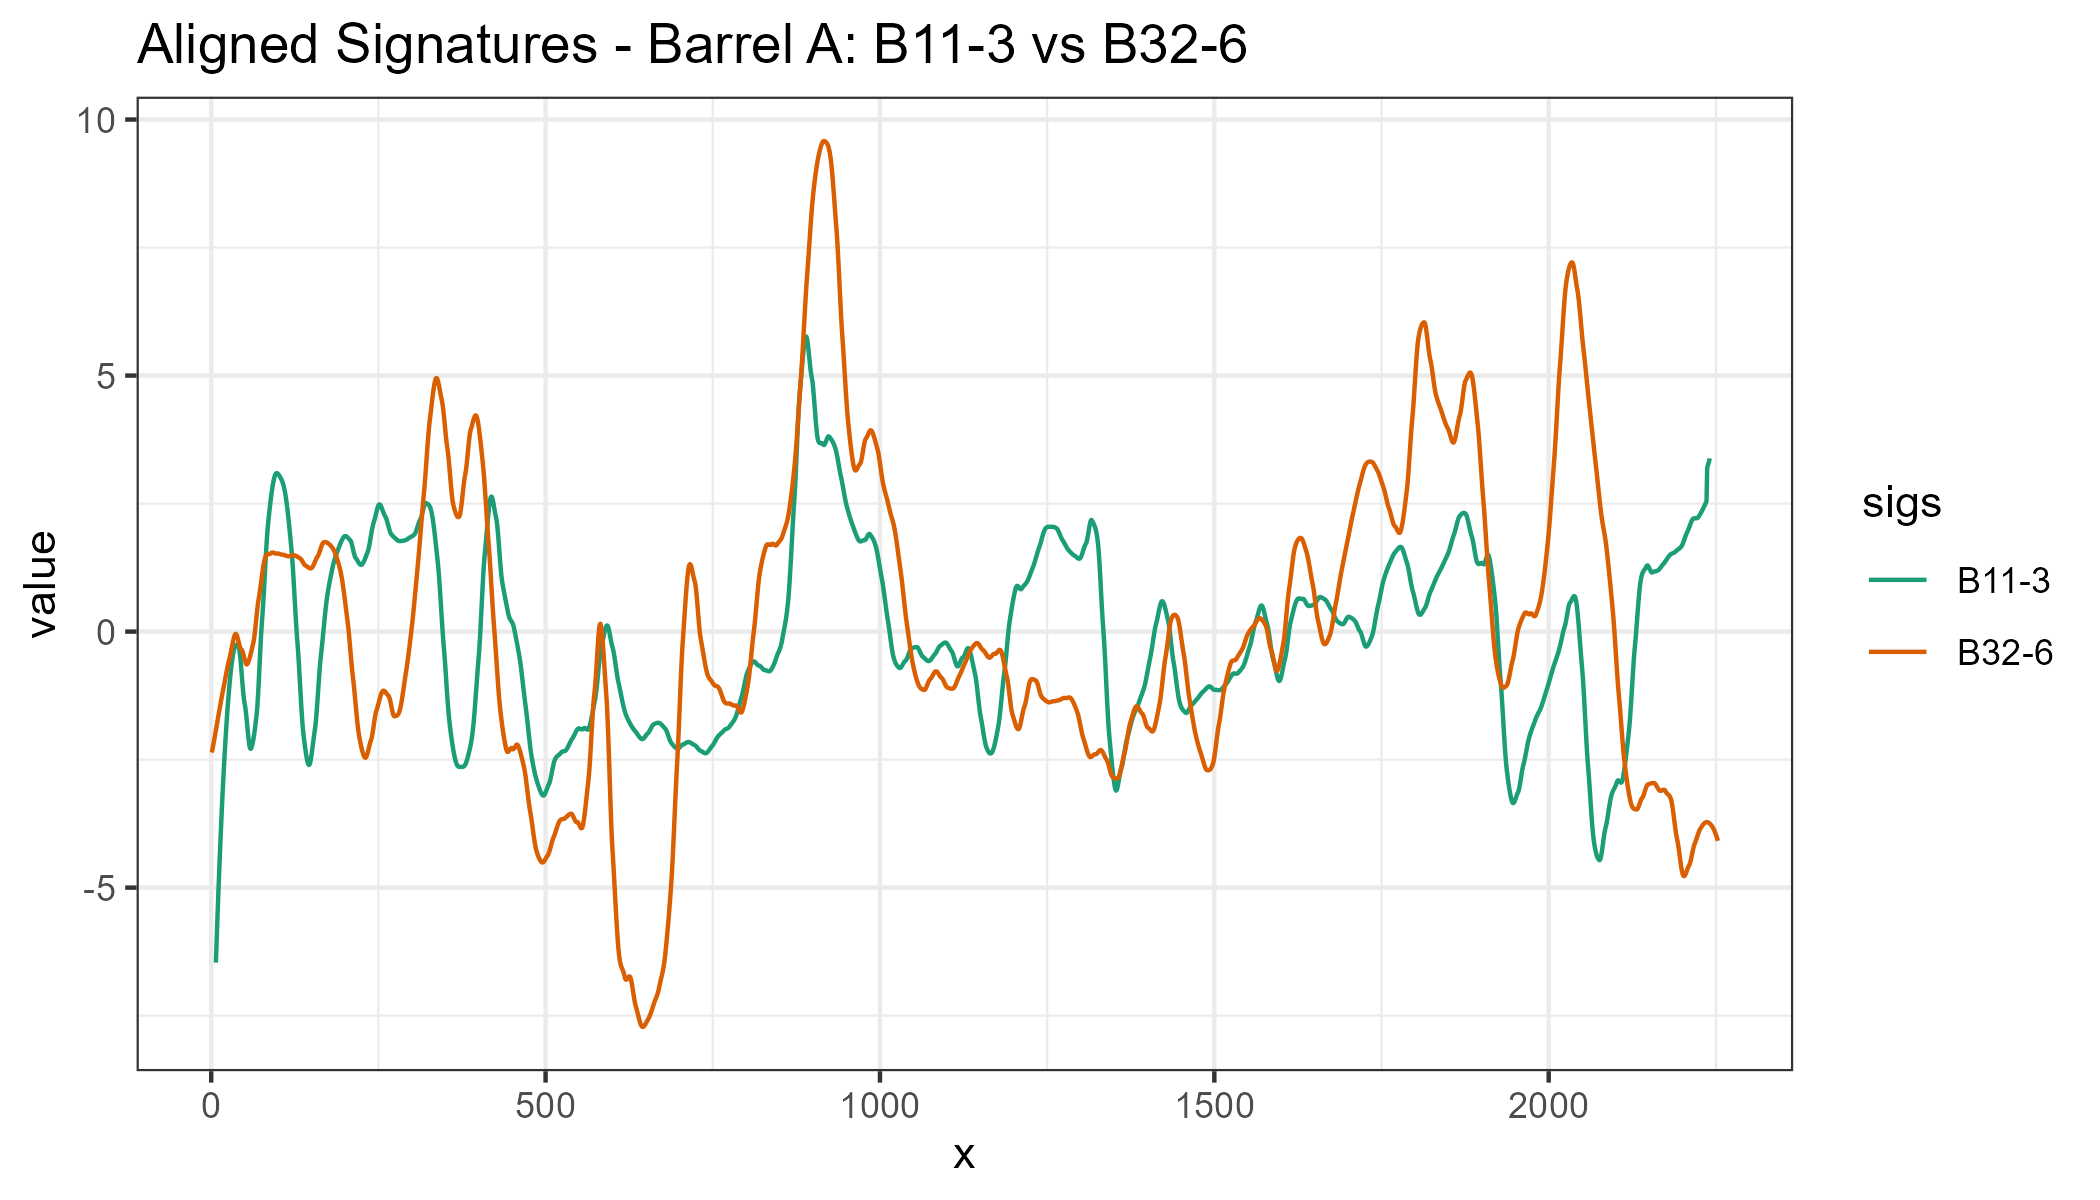 Aligned Signatures - Barrel A: B11-3 vs B32-6
10
5
0
-5
value
0 500 1000 1500 2000
x
sigs
B11-3
B32-6